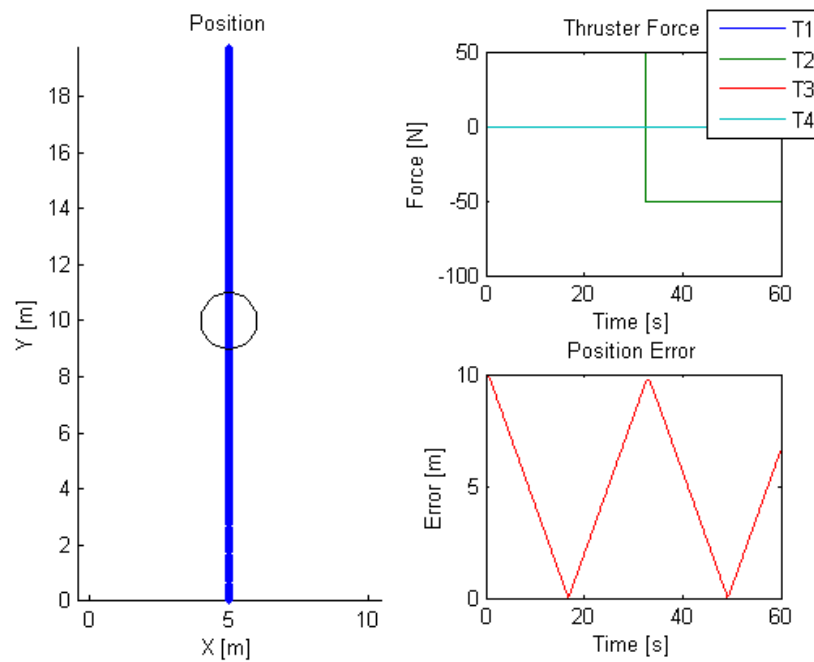 Position
18
16
14
12
10
8
6
4
2
0
Y [m]
0
5
10
X [m]
Thruster Force
T1
T2
T3
T4
50
0
-50
-100
Force [N]
0
20
40
60
Time [s]
Position Error
10
5
0
Error [m]
0
20
40
60
Time [s]